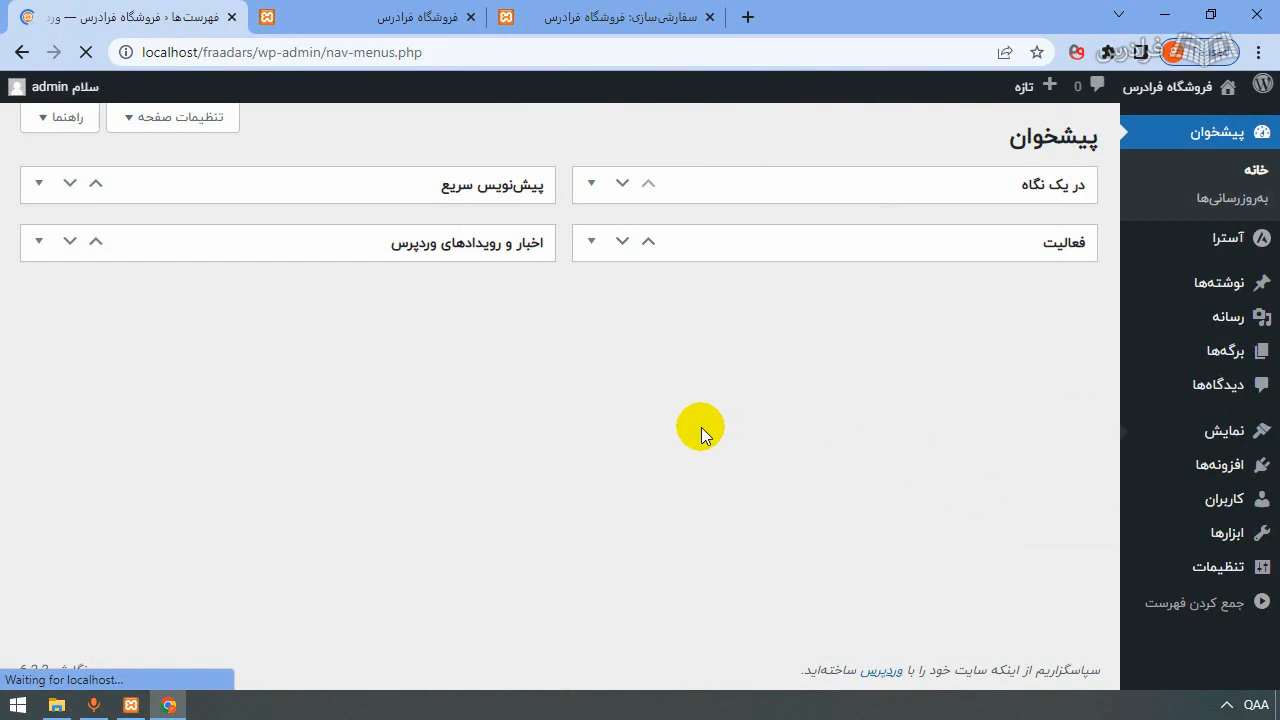 فهرست‌ها ‹ فروشگاه فرادرس — ورد
فروشگاه فرادرس
سفارشی‌سازی: فروشگاه فرادرس
localhost/fraadars/wp-admin/nav-menus.php
فرادرس
فروشگاه فرادرس
0
تازه
سلام admin
تنظیمات صفحه
راهنما
پیشخوان
در یک نگاه
پیش‌نویس سریع
فعالیت
اخبار و رویدادهای وردپرس
پیشخوان
خانه
به‌روزرسانی‌ها
آسترا
نوشته‌ها
رسانه
برگه‌ها
دیدگاه‌ها
نمایش
افزونه‌ها
کاربران
ابزارها
تنظیمات
جمع کردن فهرست
سپاسگزاریم از اینکه سایت خود را با وردپرس ساخته‌اید.
Waiting for localhost...
QAA